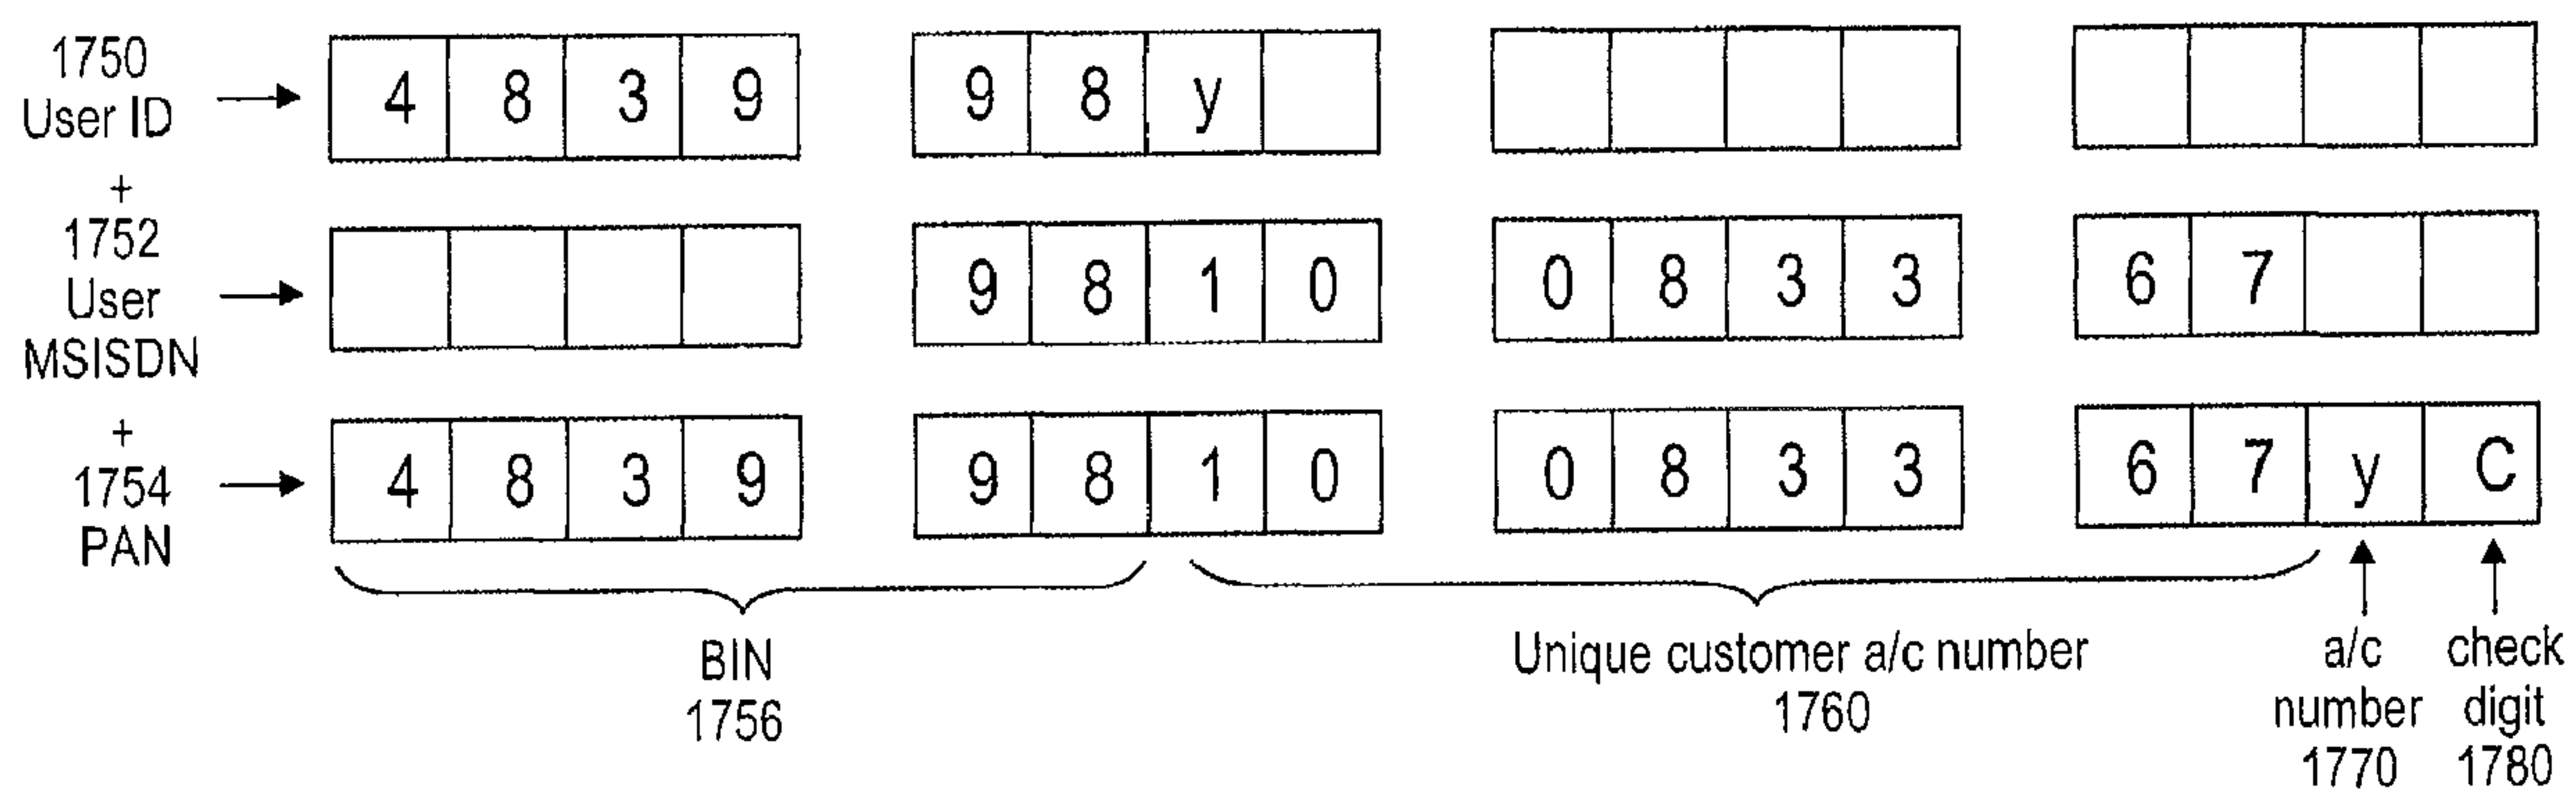 1750
User ID
4 8 3 9 9 8 y
+
1752
User
MSISDN
9 8 1 0 0 8 3 3 6 7
+
1754
PAN
4 8 3 9 9 8 1 0 0 8 3 3 6 7 y C
BIN
1756
Unique customer a/c number
1760
a/c
number
1770
check
digit
1780